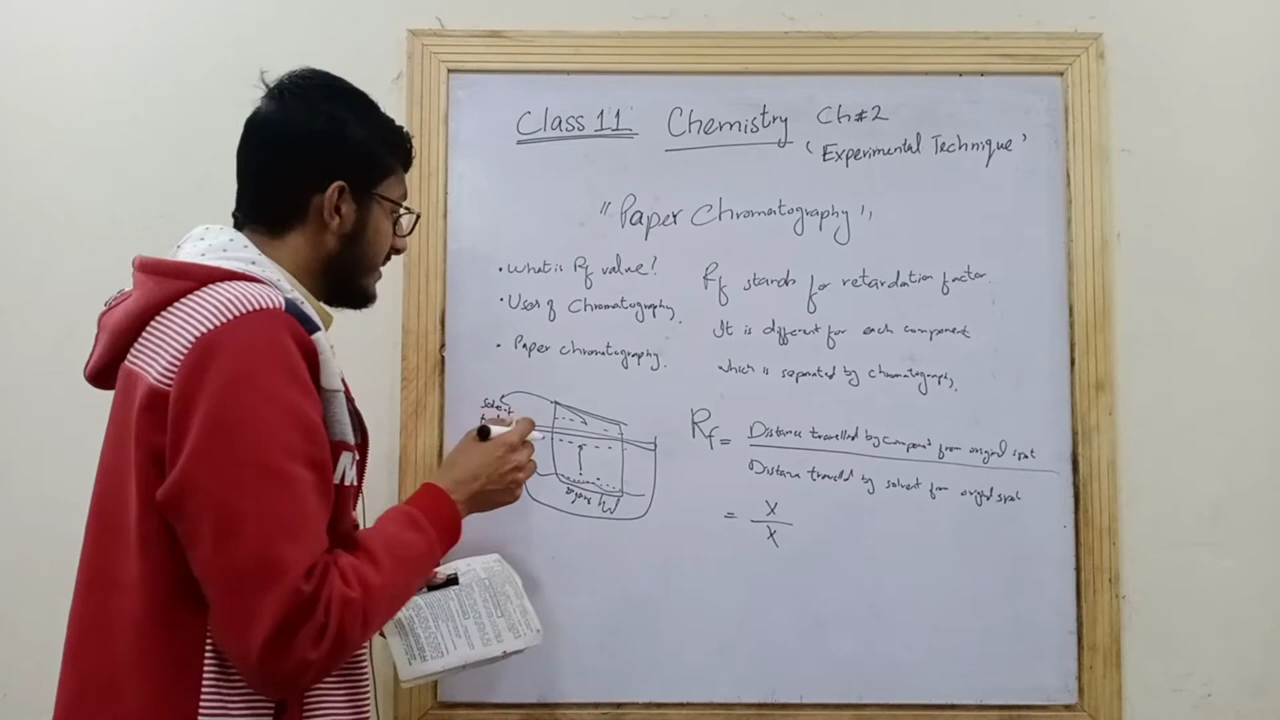 Class 11 Chemistry Ch#2
‘Experimental Technique’
"Paper Chromatography",
• What is Rf value?
• Uses of Chromatography.
• Paper chromatography.
Rf stands for retardation factor.
It is different for each component
which is separated by chromatography.
Solvent
Rf = Distance travelled by component from original spot
Distance travelled by solvent from original spot
= X
X
M